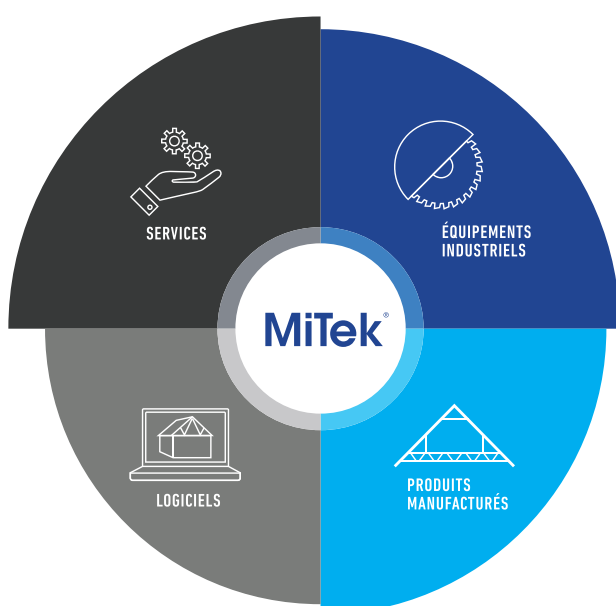 SERVICES
ÉQUIPEMENTS
INDUSTRIELS
MiTek®
LOGICIELS
PRODUITS
MANUFACTURÉS